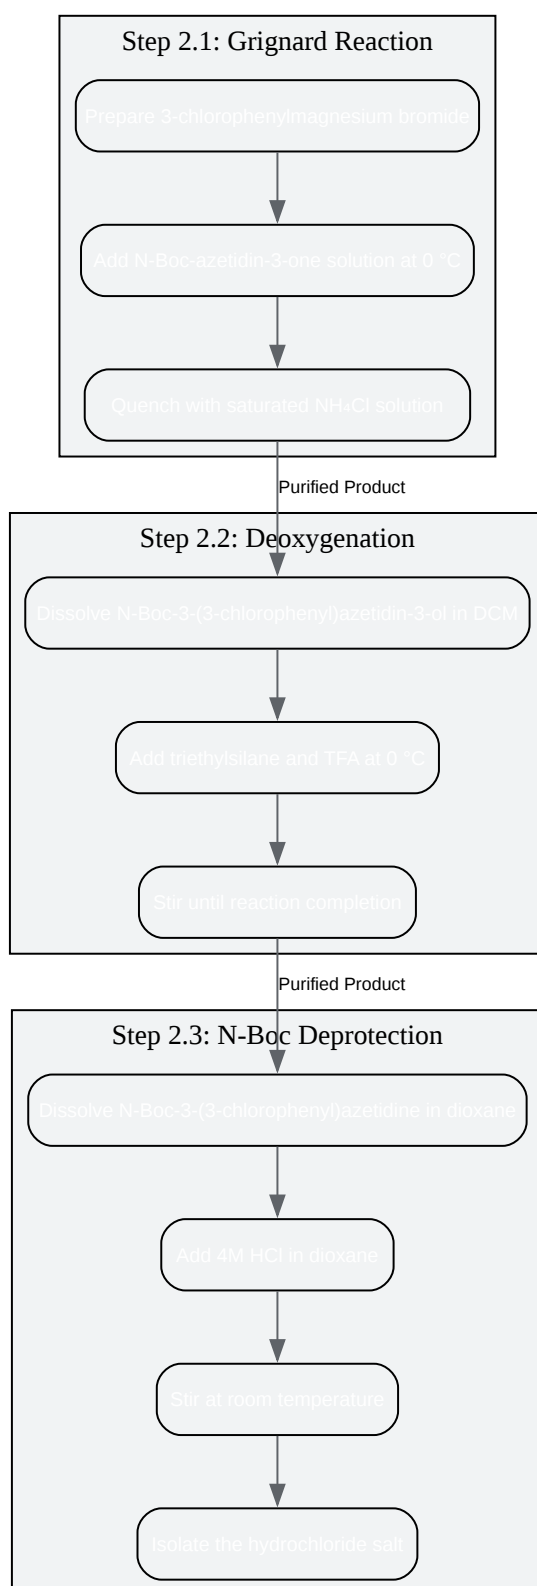 Step 2.1: Grignard Reaction
Prepare 3-chlorophenylmagnesium bromide
Add N-Boc-azetidin-3-one solution at 0 °C
Quench with saturated NH₄Cl solution
Purified Product
Step 2.2: Deoxygenation
Dissolve N-Boc-3-(3-chlorophenyl)azetidin-3-ol in DCM
Add triethylsilane and TFA at 0 °C
Stir until reaction completion
Purified Product
Step 2.3: N-Boc Deprotection
Dissolve N-Boc-3-(3-chlorophenyl)azetidine in dioxane
Add 4M HCl in dioxane
Stir at room temperature
Isolate the hydrochloride salt